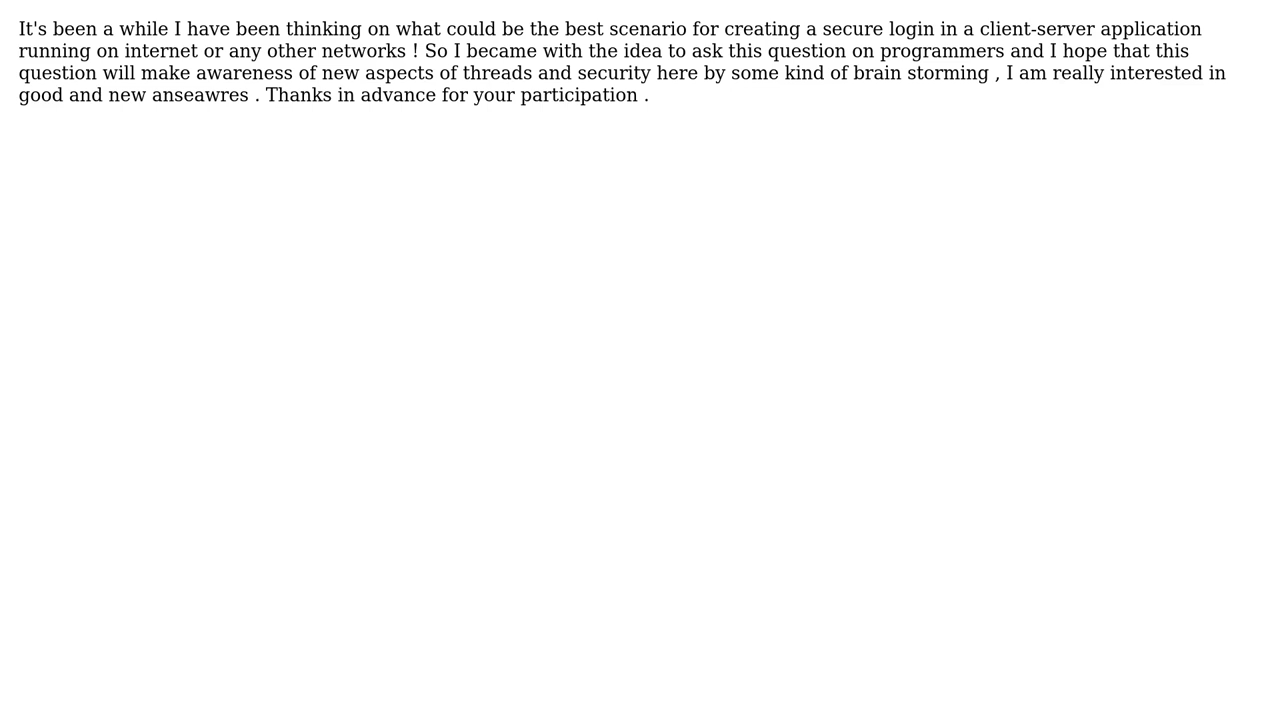 It's been a while I have been thinking on what could be the best scenario for creating a secure login in a client-server application
running on internet or any other networks ! So I became with the idea to ask this question on programmers and I hope that this
question will make awareness of new aspects of threads and security here by some kind of brain storming , I am really interested in
good and new anseawres . Thanks in advance for your participation .